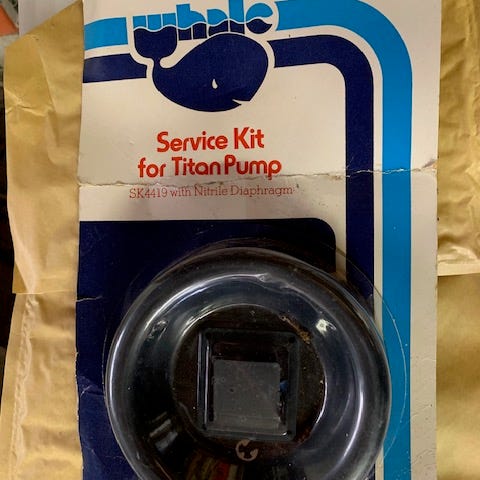 whale
Service Kit
for Titan Pump
SK4419 with Nitrile Diaphragm